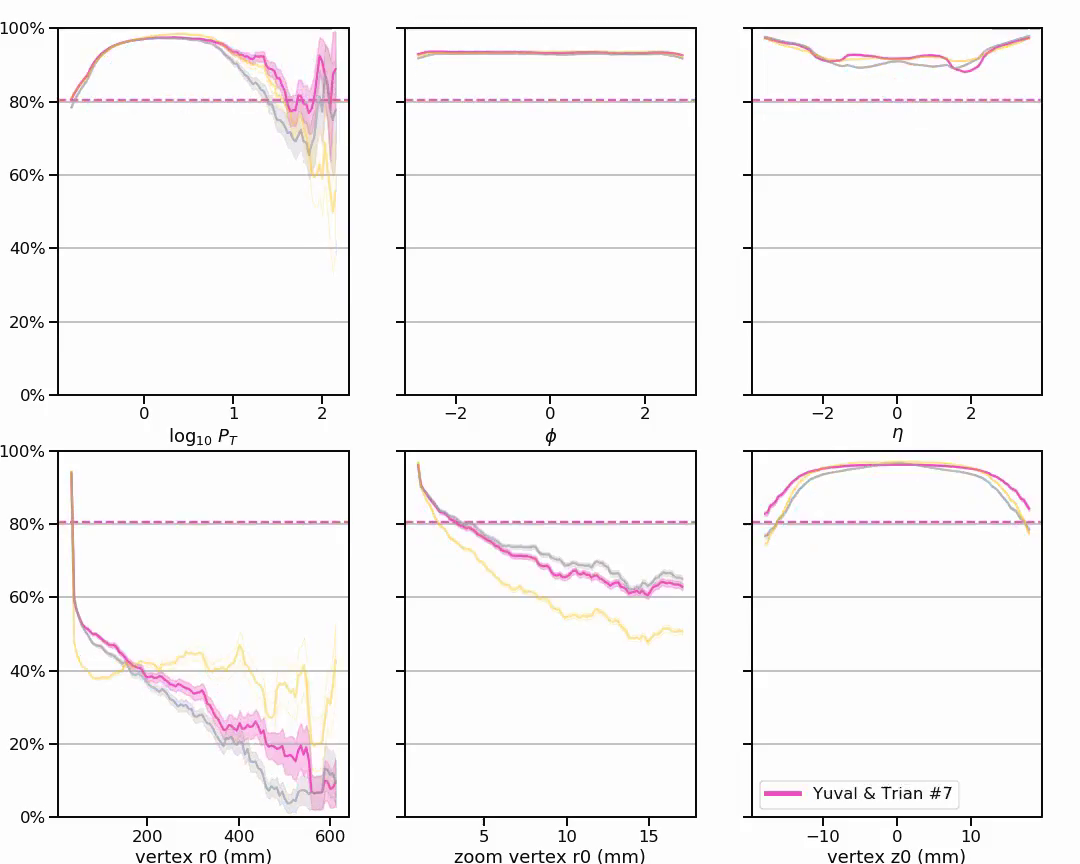 100%
80%
60%
40%
20%
0%
0 1 2
−2 0 2
−2 0 2
log₁₀ P_T
ϕ
η
100%
80%
60%
40%
20%
0%
Yuval & Trian #7
200 400 600
5 10 15
−10 0 10
vertex r0 (mm)
zoom vertex r0 (mm)
vertex z0 (mm)